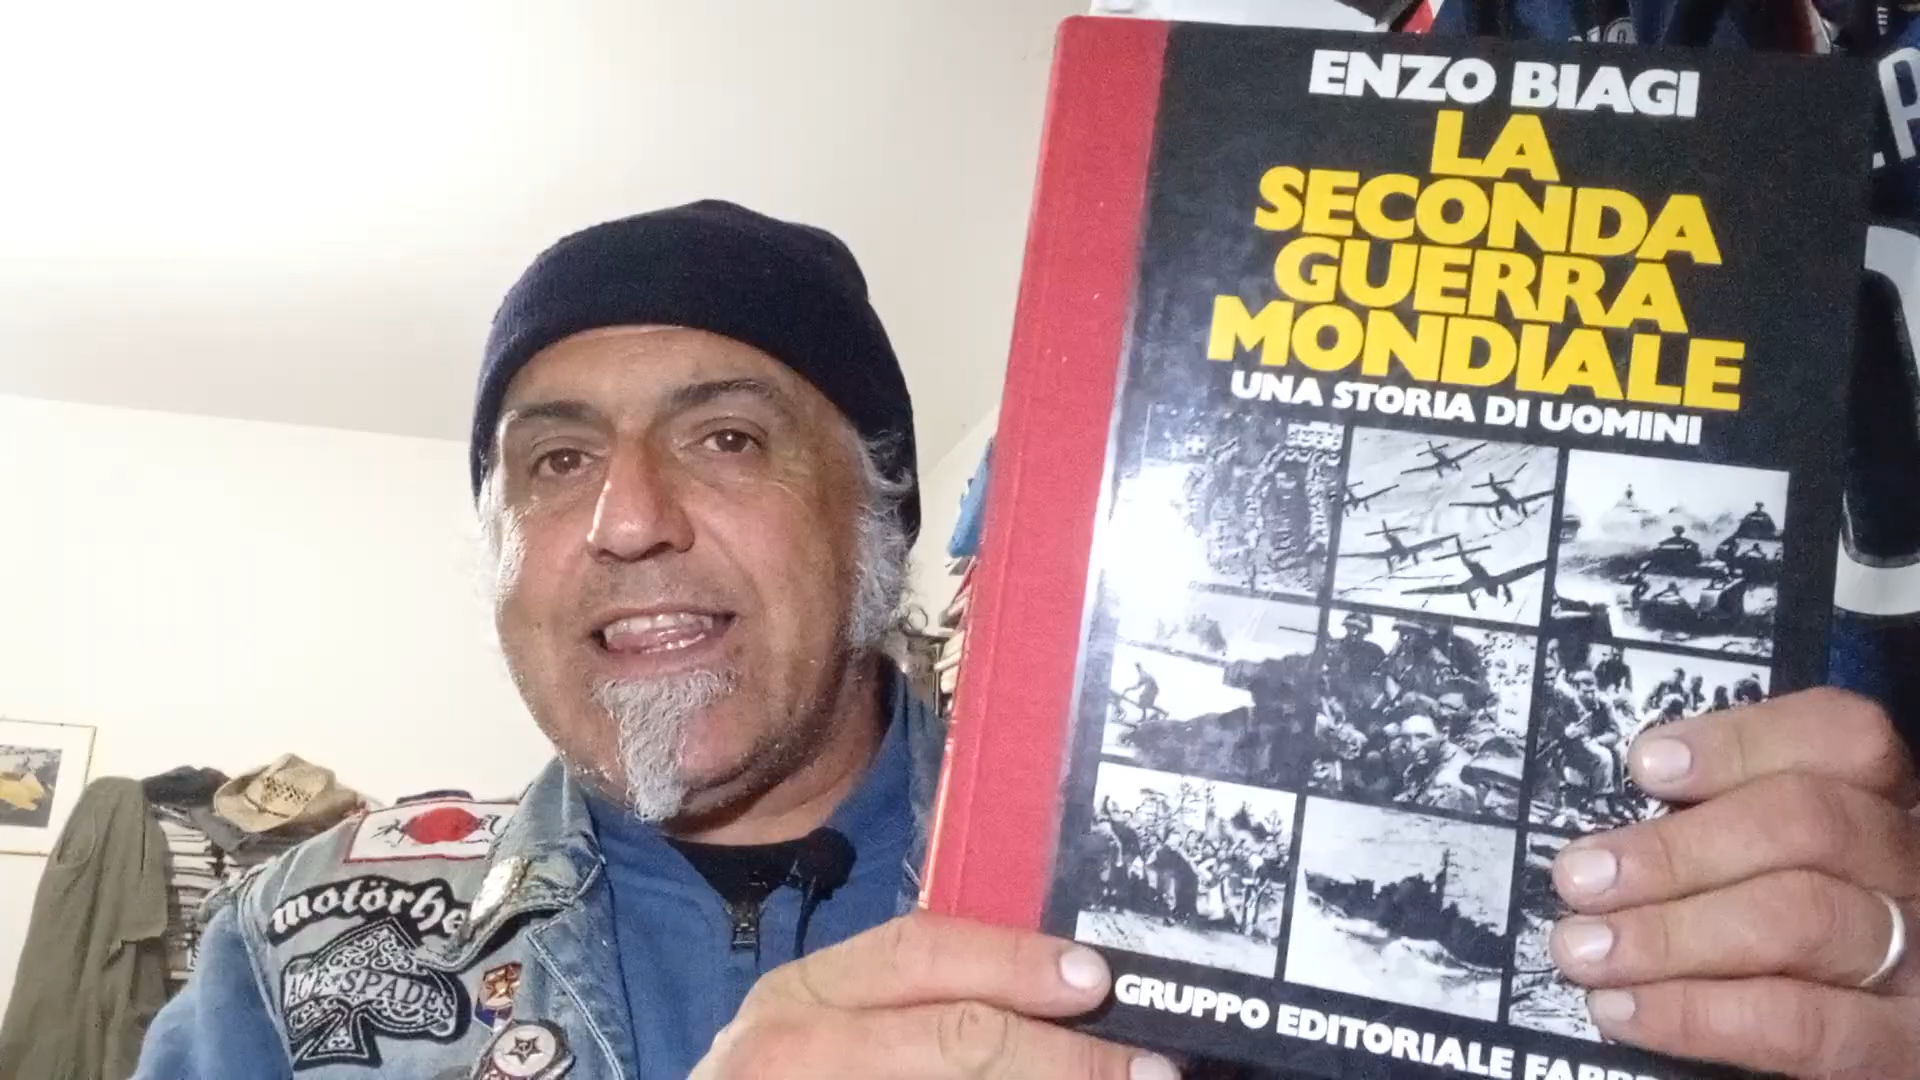 ENZO BIAGI
LA
SECONDA
GUERRA
MONDIALE
UNA STORIA DI UOMINI
GRUPPO EDITORIALE
motörhe
SPADES